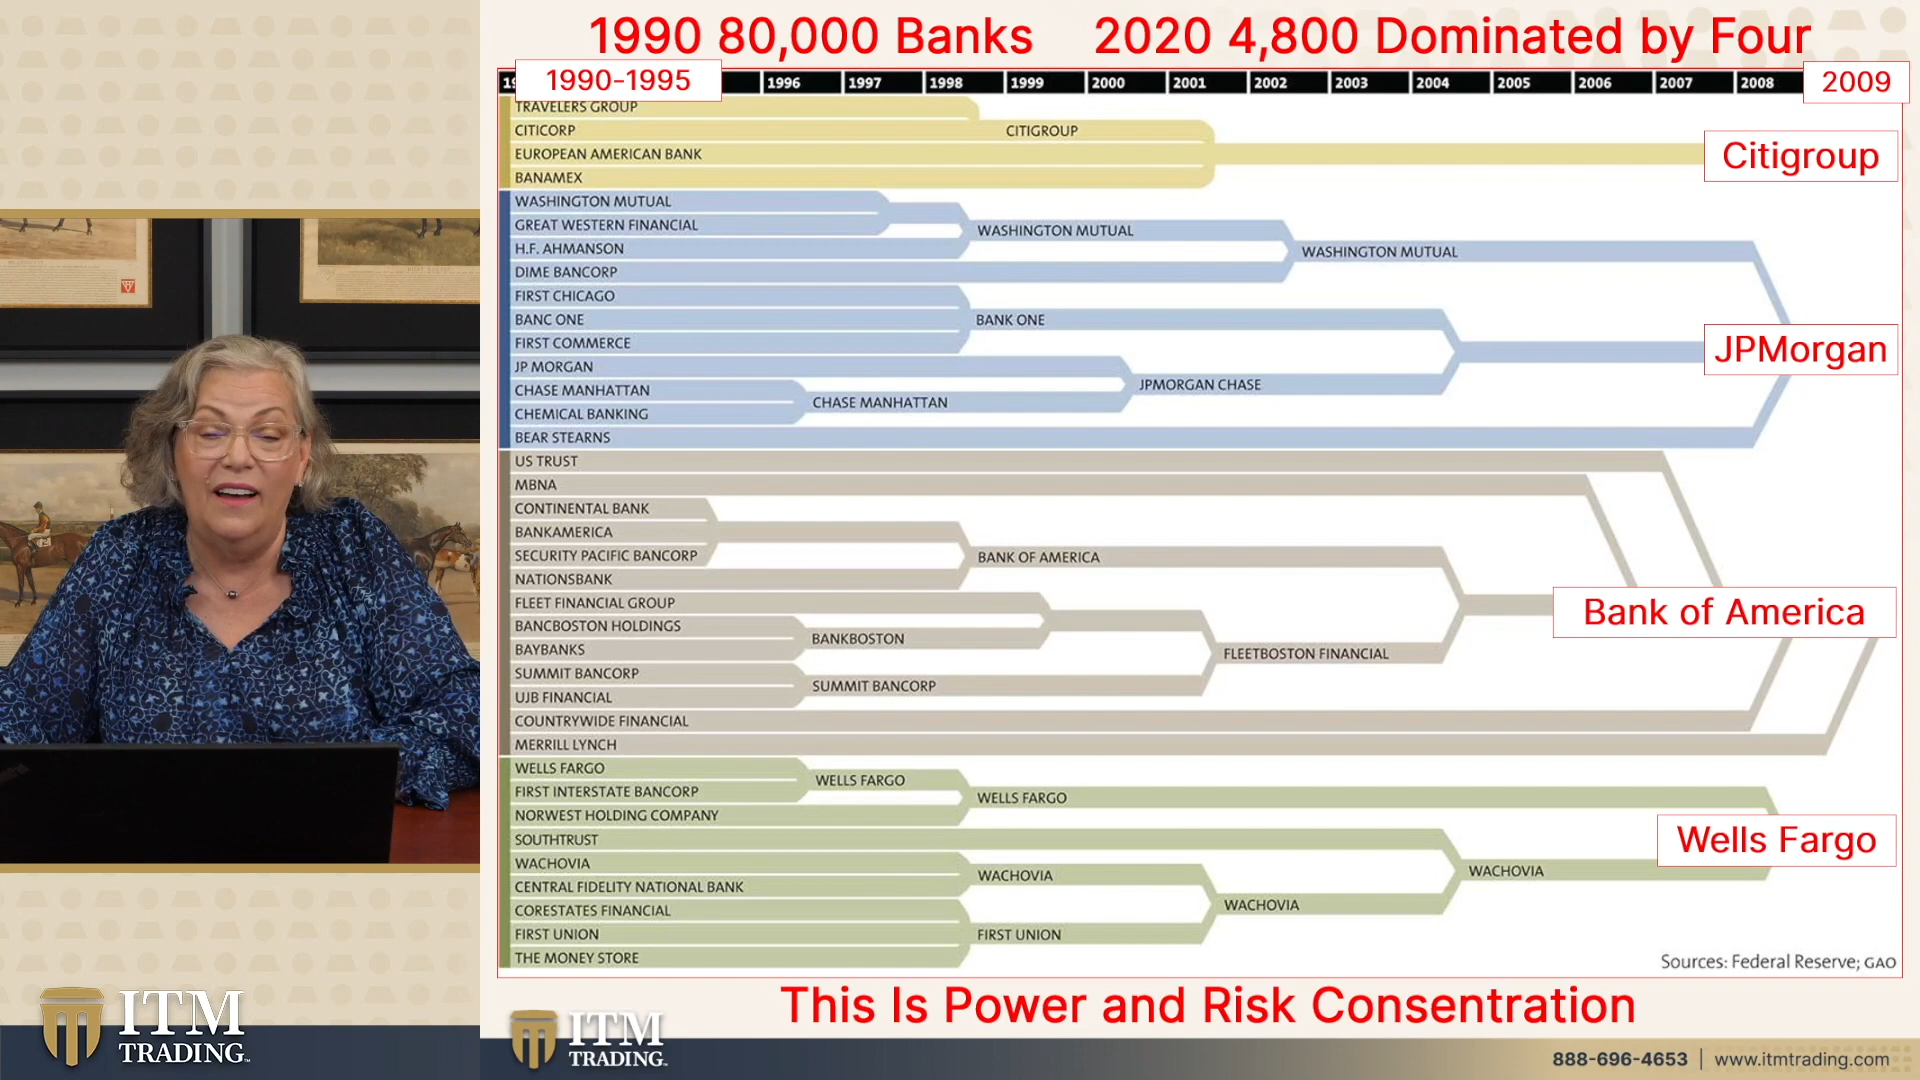 1990 80,000 Banks 2020 4,800 Dominated by Four
1990-1995 1996 1997 1998 1999 2000 2001 2002 2003 2004 2005 2006 2007 2008 2009
TRAVELERS GROUP
CITICORP CITIGROUP
EUROPEAN AMERICAN BANK Citigroup
BANAMEX
WASHINGTON MUTUAL
GREAT WESTERN FINANCIAL WASHINGTON MUTUAL
H.F. AHMANSON WASHINGTON MUTUAL
DIME BANCORP
FIRST CHICAGO
BANC ONE BANK ONE
FIRST COMMERCE JPMorgan
JP MORGAN
CHASE MANHATTAN JPMORGAN CHASE
CHEMICAL BANKING CHASE MANHATTAN
BEAR STEARNS
US TRUST
MBNA
CONTINENTAL BANK
BANKAMERICA
SECURITY PACIFIC BANCORP BANK OF AMERICA
NATIONSBANK
FLEET FINANCIAL GROUP Bank of America
BANCBOSTON HOLDINGS BANKBOSTON
BAYBANKS FLEETBOSTON FINANCIAL
SUMMIT BANCORP SUMMIT BANCORP
UJB FINANCIAL
COUNTRYWIDE FINANCIAL
MERRILL LYNCH
WELLS FARGO WELLS FARGO
FIRST INTERSTATE BANCORP WELLS FARGO
NORWEST HOLDING COMPANY
SOUTHTRUST Wells Fargo
WACHOVIA WACHOVIA WACHOVIA
CENTRAL FIDELITY NATIONAL BANK
CORESTATES FINANCIAL WACHOVIA
FIRST UNION FIRST UNION
THE MONEY STORE
Sources: Federal Reserve; GAO
This Is Power and Risk Consentration
ITM
TRADING
ITM
TRADING
888-696-4653 | www.itmtrading.com